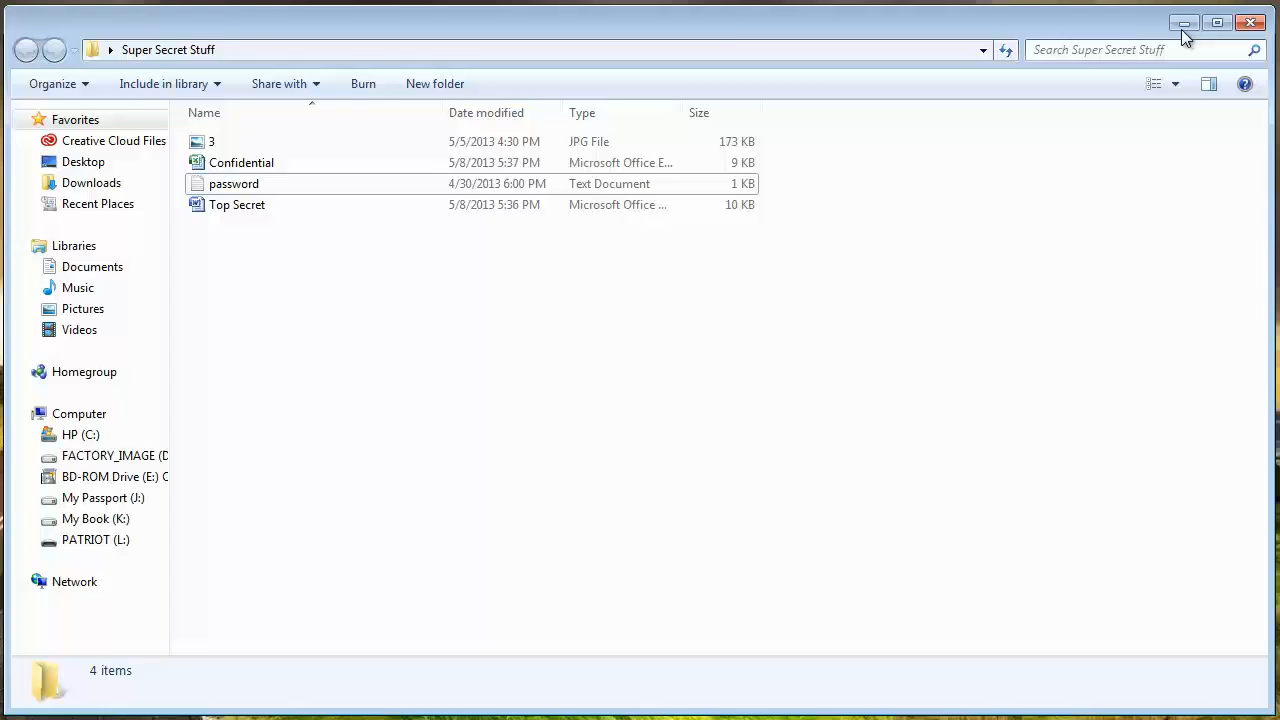 Super Secret Stuff
Search Super Secret Stuff
Organize Include in library Share with Burn New folder
Name Date modified Type Size
Favorites
Creative Cloud Files
Desktop
Downloads
Recent Places
Libraries
Documents
Music
Pictures
Videos
Homegroup
Computer
HP (C:)
FACTORY_IMAGE (D
BD-ROM Drive (E:) C
My Passport (J:)
My Book (K:)
PATRIOT (L:)
Network
3 5/5/2013 4:30 PM JPG File 173 KB
Confidential 5/8/2013 5:37 PM Microsoft Office E... 9 KB
password 4/30/2013 6:00 PM Text Document 1 KB
Top Secret 5/8/2013 5:36 PM Microsoft Office ... 10 KB
4 items